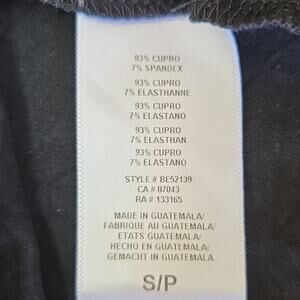 93% CUPRO
7% SPANDEX
93% CUPRO
7% ELASTHANNE
93% CUPRO
7% ELASTANO
93% CUPRO
7% ELASTHAN
93% CUPRO
7% ELASTANO
STYLE # BE52139
CA # 07043
RA # 133165
MADE IN GUATEMALA/
FABRIQUE AU GUATEMALA/
ETATS GUATEMALA/
HECHO EN GUATEMALA/
GEMACHT IN GUATEMALA
S/P